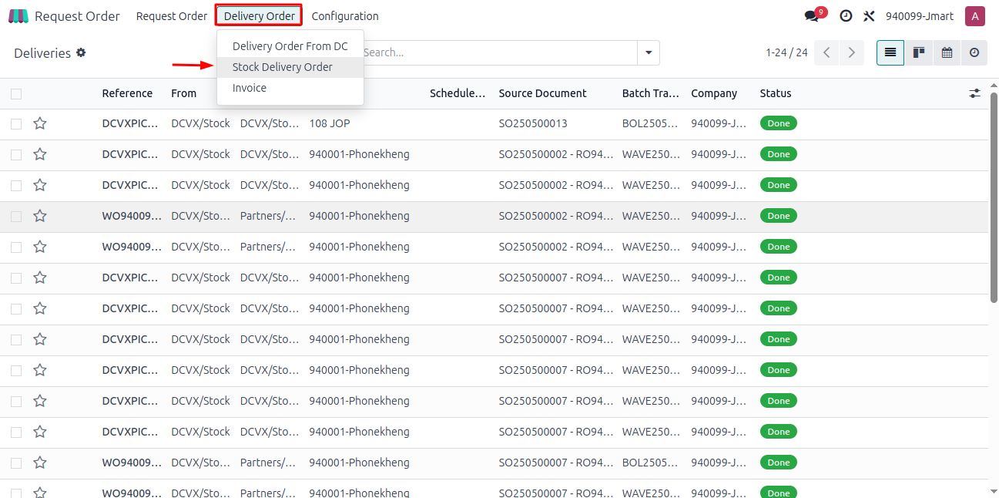 Request Order Request Order Delivery Order Configuration 9 940099-Jmart A
Delivery Order From DC
Deliveries Search... 1-24 / 24
Stock Delivery Order
Invoice
Reference From Schedule... Source Document Batch Tra... Company Status
DCVXPIC... DCVX/Stock DCVX/Sto... 108 JOP SO250500013 BOL2505... 940099-J... Done
DCVXPIC... DCVX/Stock DCVX/Sto... 940001-Phonekheng SO250500002 - RO94... WAVE250... 940099-J... Done
DCVXPIC... DCVX/Stock DCVX/Sto... 940001-Phonekheng SO250500002 - RO94... WAVE250... 940099-J... Done
WO94009... DCVX/Sto... Partners/... 940001-Phonekheng SO250500002 - RO94... WAVE250... 940099-J... Done
WO94009... DCVX/Sto... Partners/... 940001-Phonekheng SO250500002 - RO94... WAVE250... 940099-J... Done
DCVXPIC... DCVX/Stock DCVX/Sto... 940001-Phonekheng SO250500007 - RO94... WAVE250... 940099-J... Done
DCVXPIC... DCVX/Stock DCVX/Sto... 940001-Phonekheng SO250500007 - RO94... WAVE250... 940099-J... Done
DCVXPIC... DCVX/Stock DCVX/Sto... 940001-Phonekheng SO250500007 - RO94... WAVE250... 940099-J... Done
DCVXPIC... DCVX/Stock DCVX/Sto... 940001-Phonekheng SO250500007 - RO94... WAVE250... 940099-J... Done
DCVXPIC... DCVX/Stock DCVX/Sto... 940001-Phonekheng SO250500007 - RO94... WAVE250... 940099-J... Done
DCVXPIC... DCVX/Stock DCVX/Sto... 940001-Phonekheng SO250500007 - RO94... WAVE250... 940099-J... Done
WO94009... DCVX/Sto... Partners/... 940001-Phonekheng SO250500007 - RO94... BOL2505... 940099-J... Done
WO94009... DCVX/Sto... Partners/... 940001-Phonekheng SO250500007 - RO94... WAVE250... 940099-J... Done